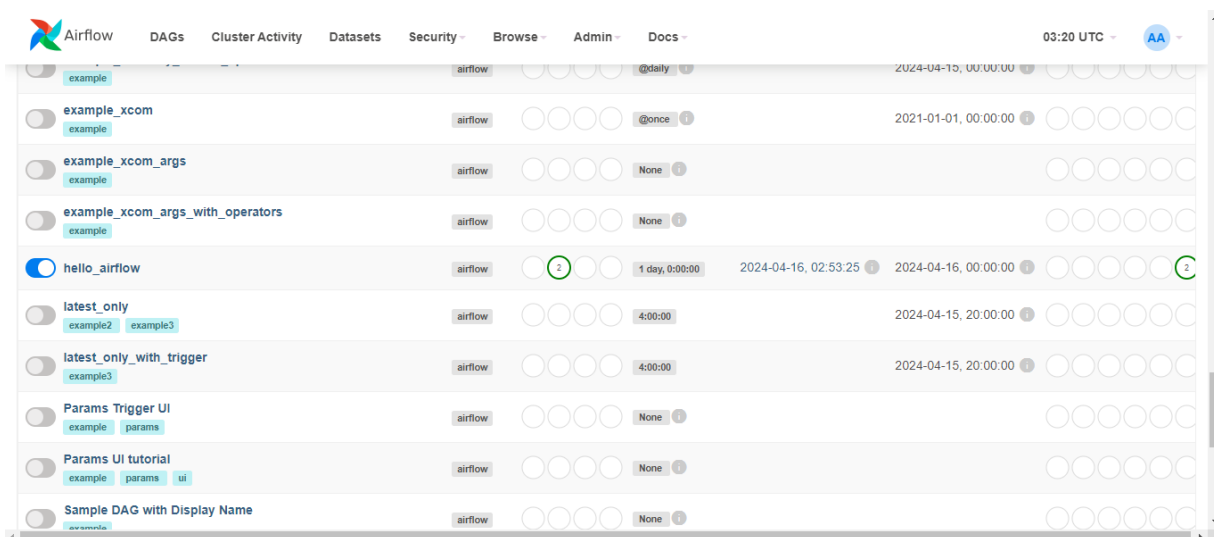 Airflow DAGs Cluster Activity Datasets Security Browse Admin Docs 03:20 UTC AA
airflow @daily 2024-04-15, 00:00:00
example
example_xcom airflow @once 2021-01-01, 00:00:00
example
example_xcom_args airflow None
example
example_xcom_args_with_operators airflow None
example
hello_airflow airflow 2 1 day, 0:00:00 2024-04-16, 02:53:25 2024-04-16, 00:00:00 2
latest_only airflow 4:00:00 2024-04-15, 20:00:00
example2 example3
latest_only_with_trigger airflow 4:00:00 2024-04-15, 20:00:00
example3
Params Trigger UI airflow None
example params
Params UI tutorial airflow None
example params ui
Sample DAG with Display Name airflow None
example